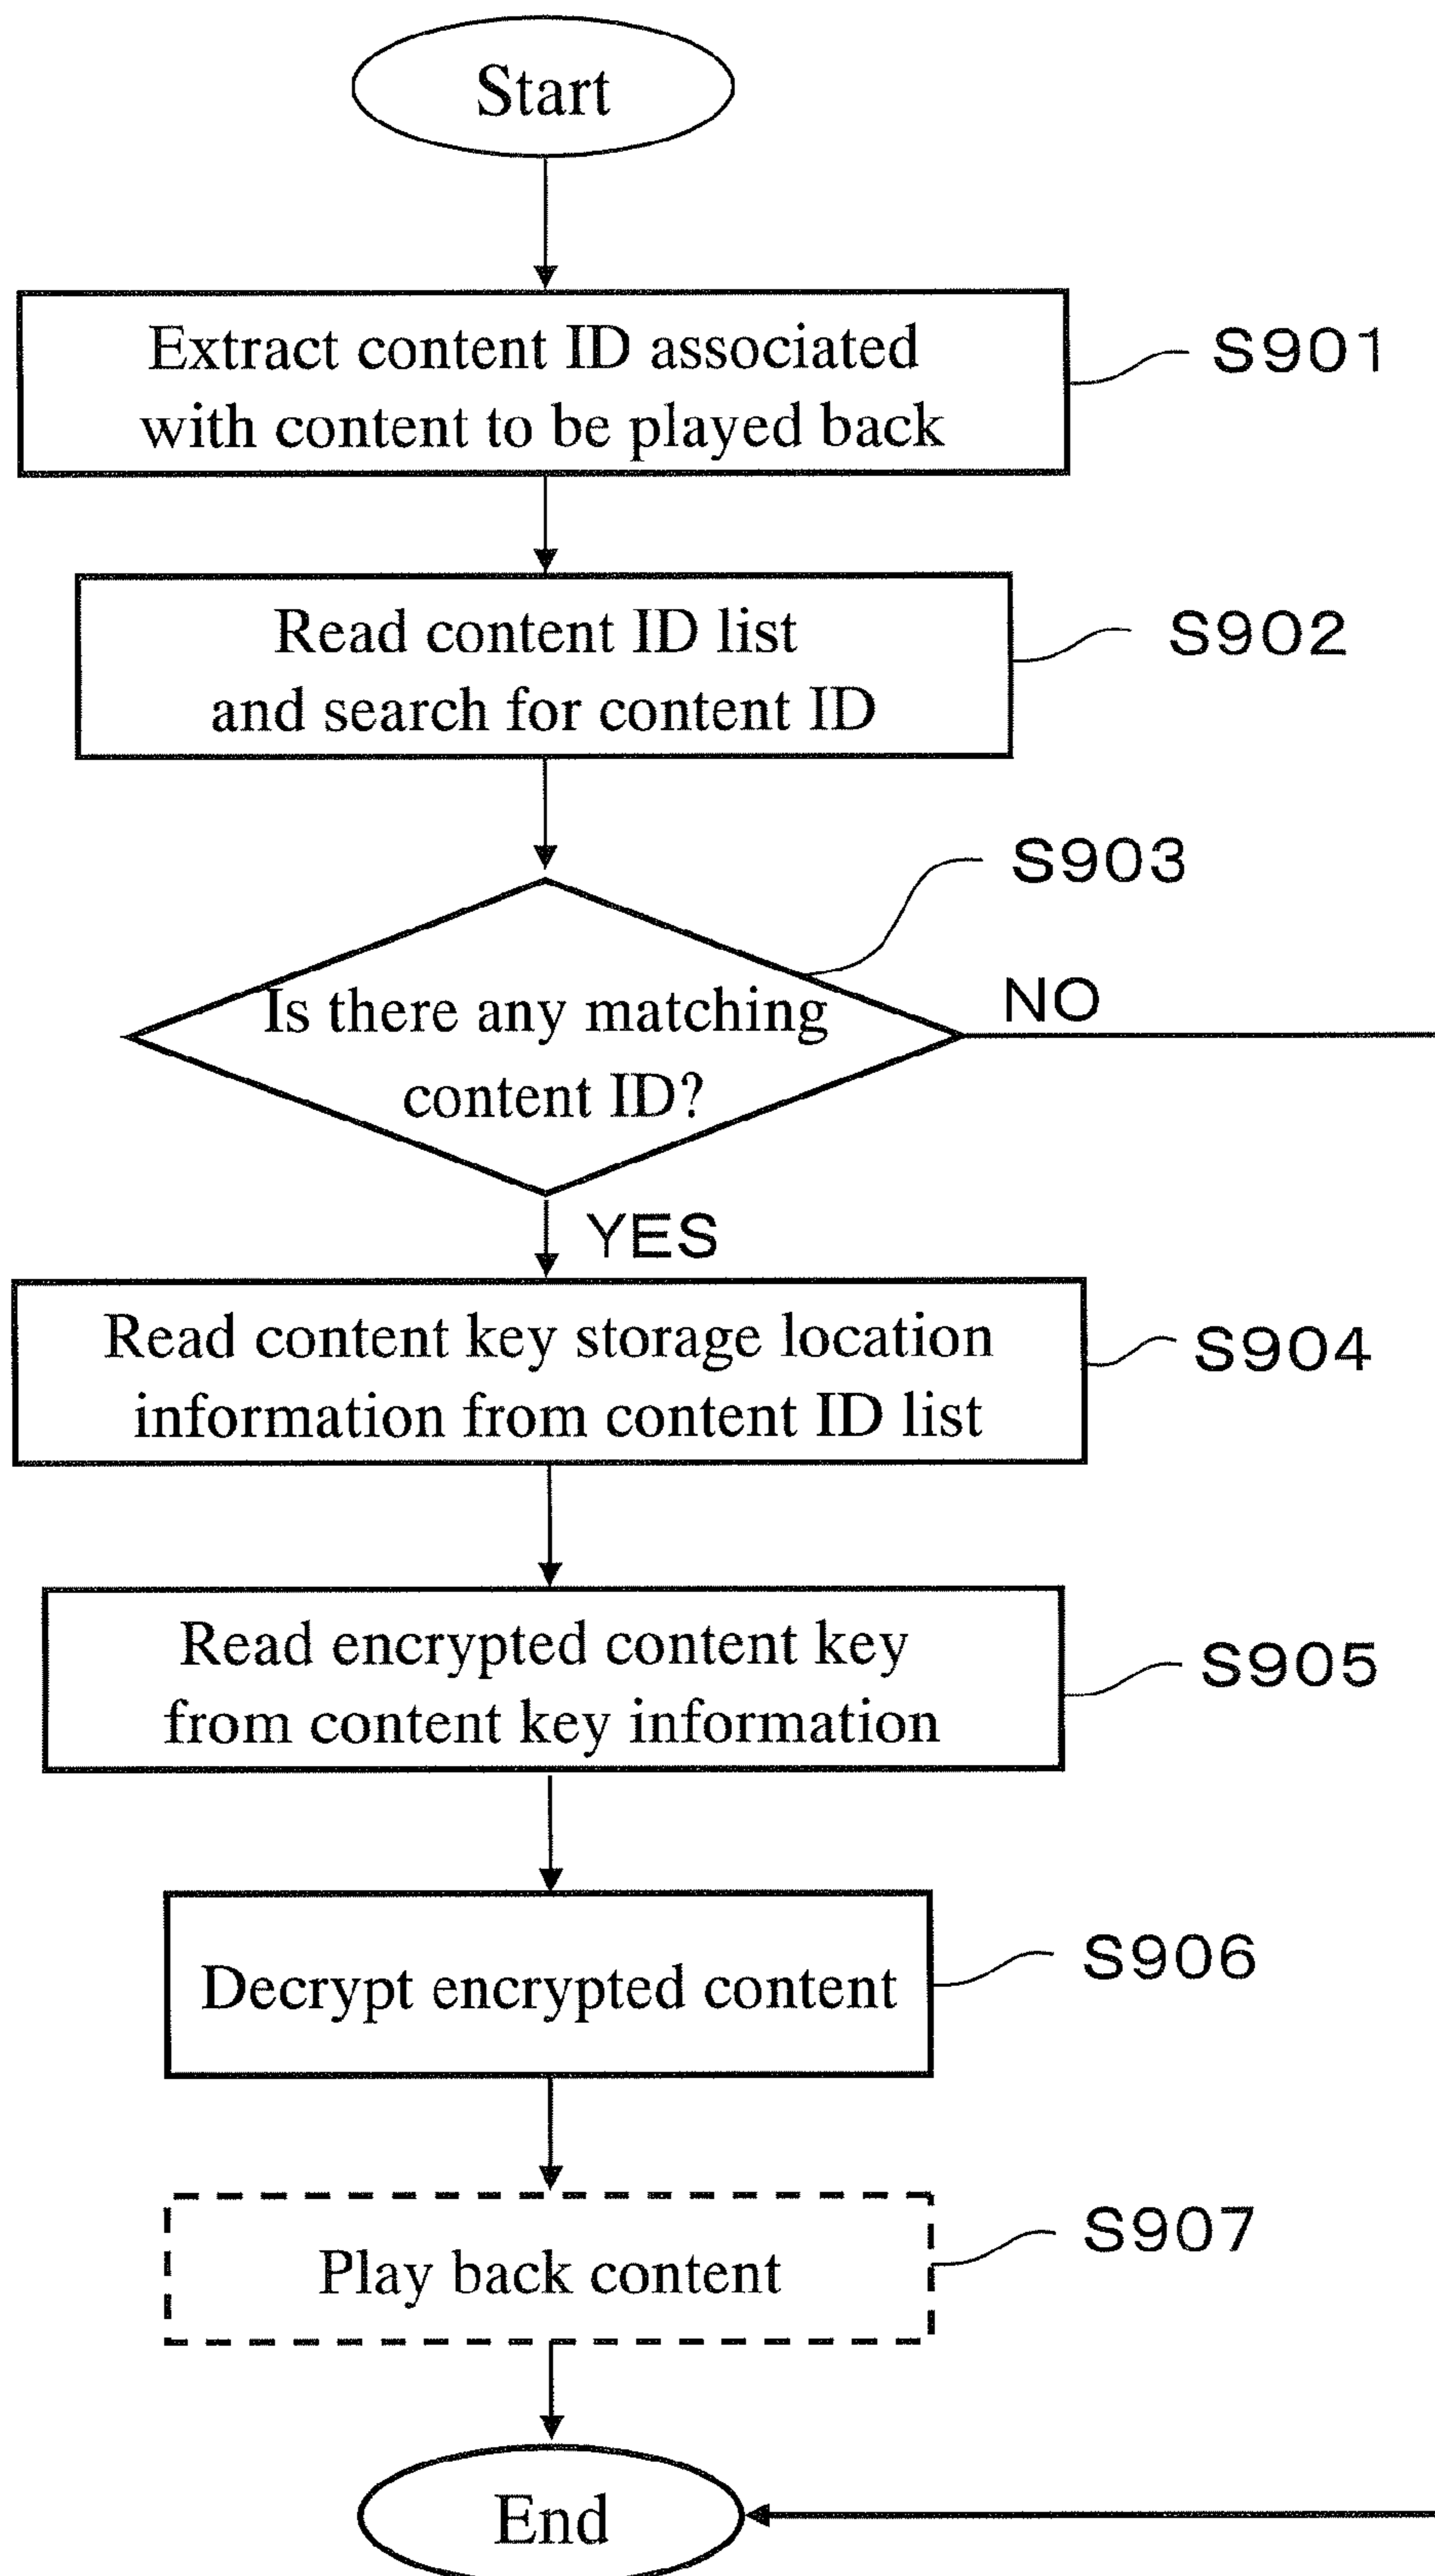 Start
Extract content ID associated
with content to be played back
S901
Read content ID list
and search for content ID
S902
S903
Is there any matching
content ID?
NO
YES
Read content key storage location
information from content ID list
S904
Read encrypted content key
from content key information
S905
Decrypt encrypted content
S906
Play back content
S907
End